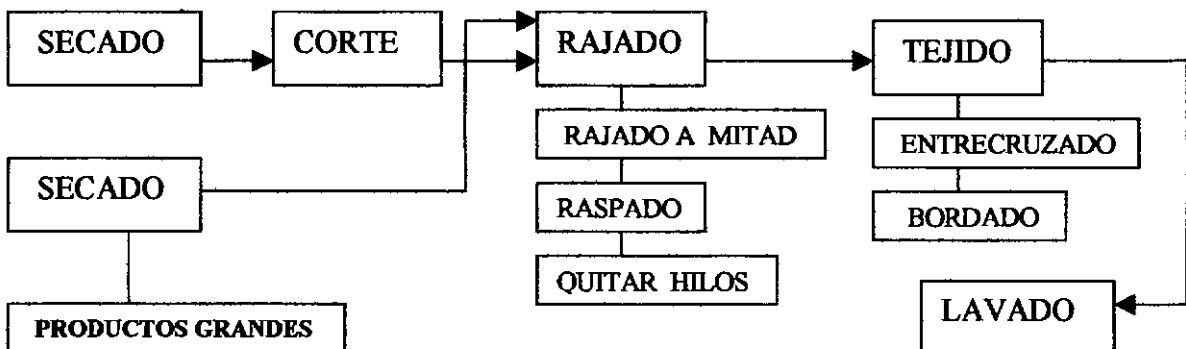 SECADO
CORTE
RAJADO
TEJIDO
RAJADO A MITAD
ENTRECRUZADO
SECADO
RASPADO
BORDADO
QUITAR HILOS
LAVADO
PRODUCTOS GRANDES